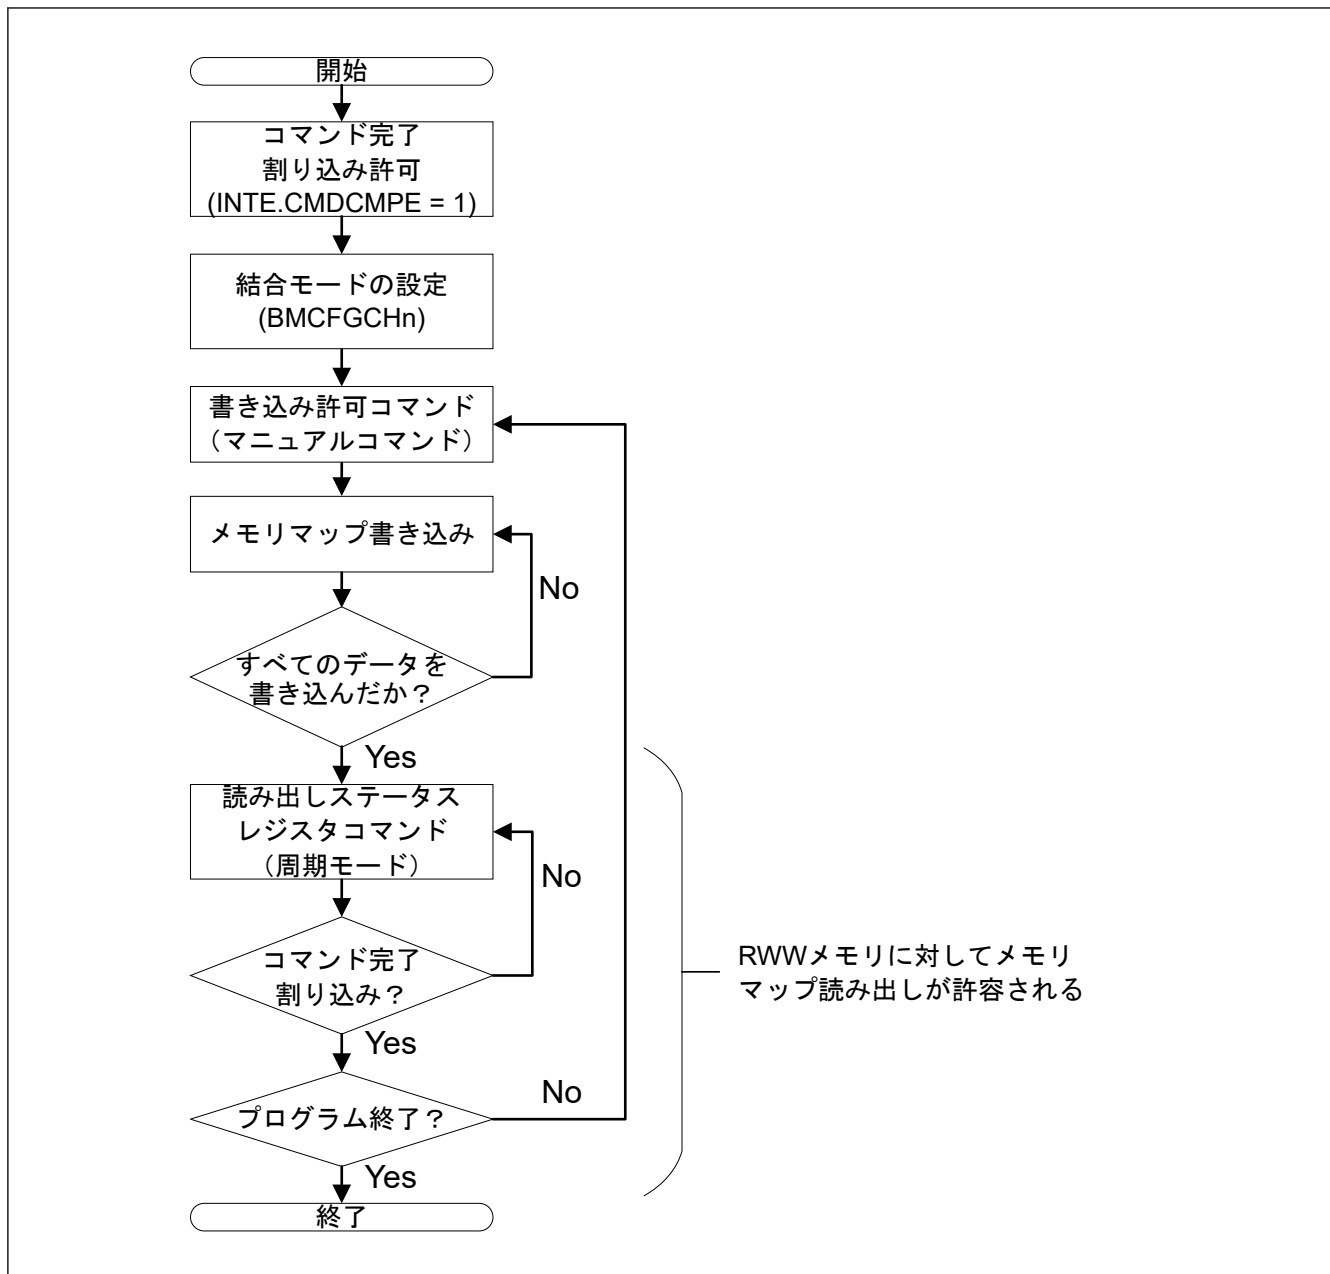 開始
コマンド完了
割り込み許可
(INTE.CMDCMPE = 1)
結合モードの設定
(BMCFGCHn)
書き込み許可コマンド
（マニュアルコマンド）
メモリマップ書き込み
No
すべてのデータを
書き込んだか？
Yes
読み出しステータス
レジスタコマンド
（周期モード）
No
コマンド完了
割り込み？
RWWメモリに対してメモリ
マップ読み出しが許容される
Yes
No
プログラム終了？
Yes
終了